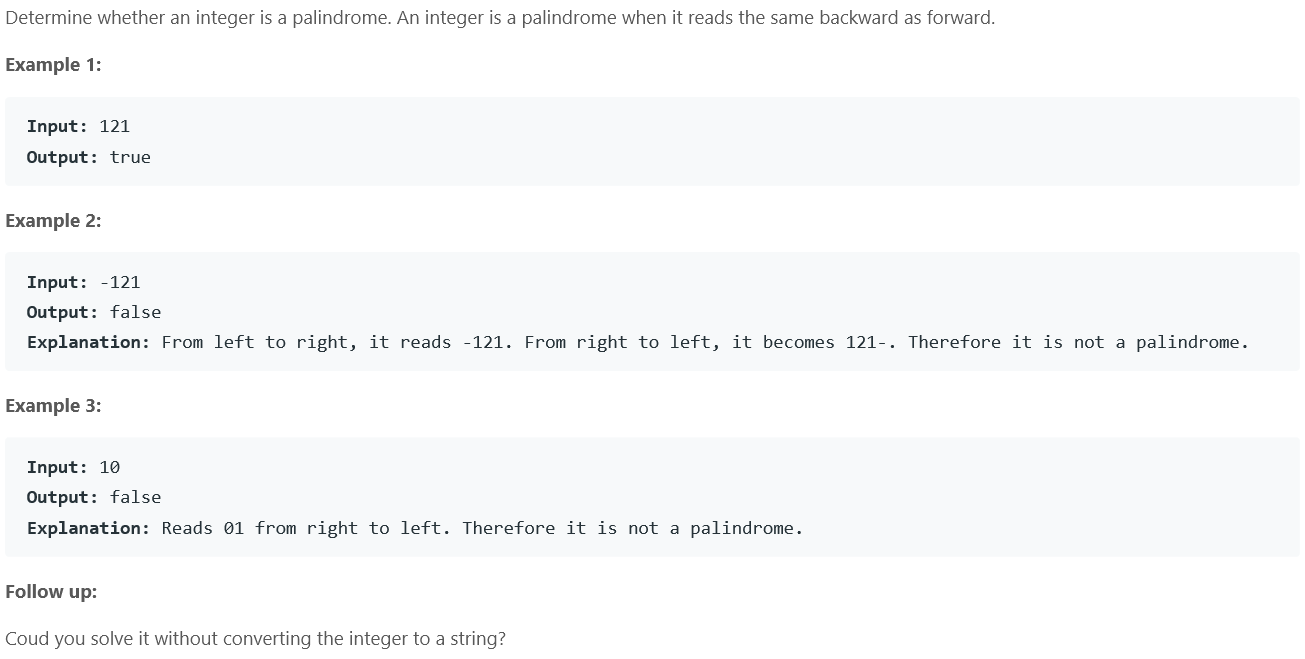 Determine whether an integer is a palindrome. An integer is a palindrome when it reads the same backward as forward.
Example 1:
Input: 121
Output: true
Example 2:
Input: -121
Output: false
Explanation: From left to right, it reads -121. From right to left, it becomes 121-. Therefore it is not a palindrome.
Example 3:
Input: 10
Output: false
Explanation: Reads 01 from right to left. Therefore it is not a palindrome.
Follow up:
Coud you solve it without converting the integer to a string?